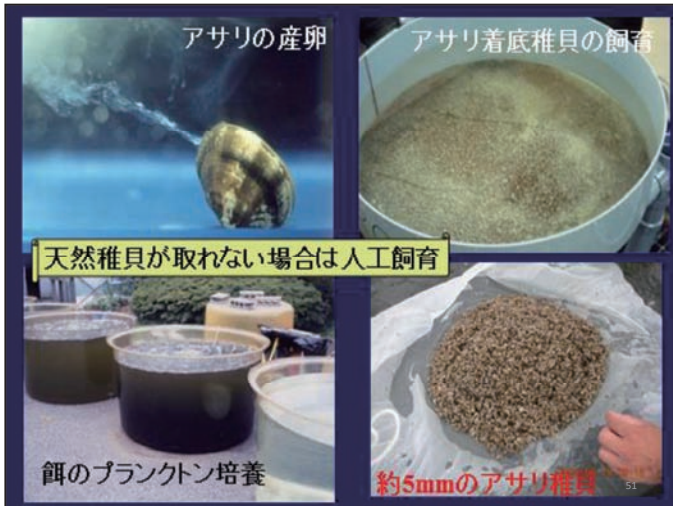 アサリの産卵
アサリ着底稚貝の飼育
天然稚貝が取れない場合は人工飼育
餌のプランクトン培養
約5mmのアサリ稚貝
51